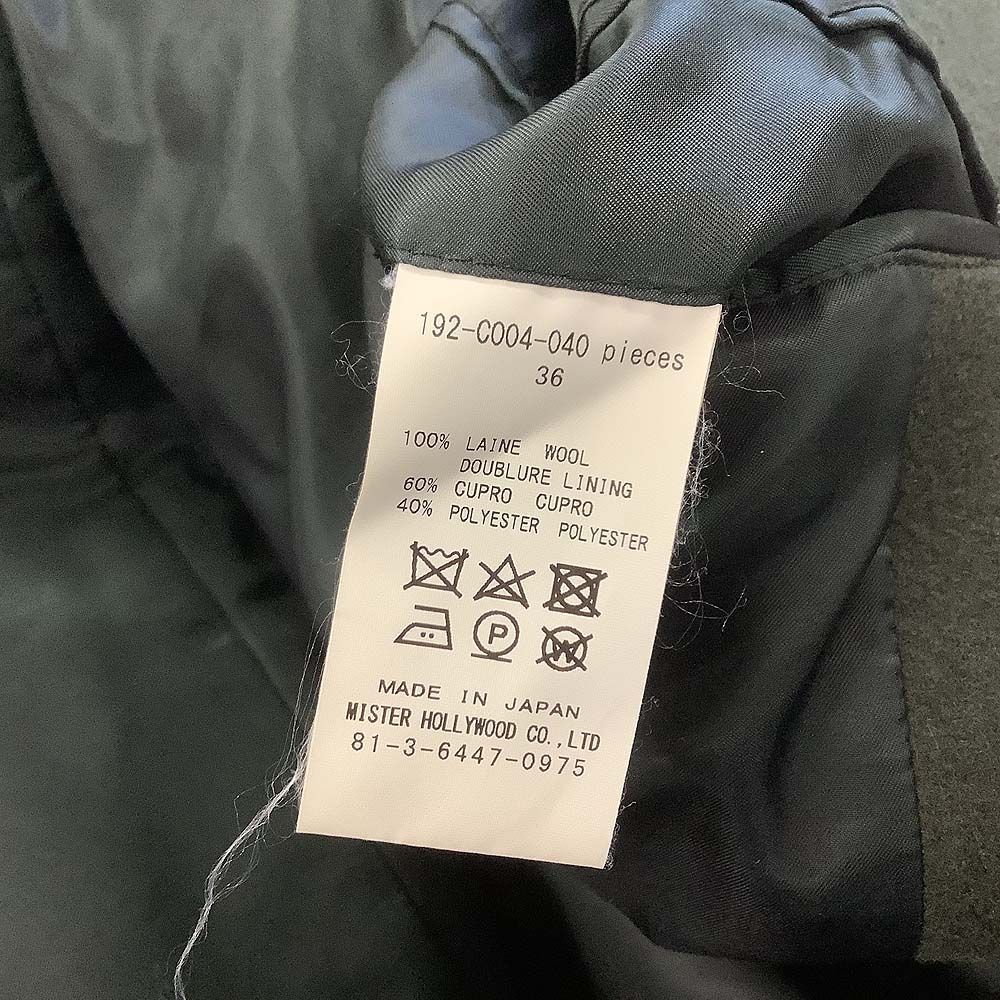 192-C004-040 pieces
36
100% LAINE WOOL
DOUBLURE LINING
60% CUPRO CUPRO
40% POLYESTER POLYESTER
P
W
MADE IN JAPAN
MISTER HOLLYWOOD CO.,LTD
81-3-6447-0975